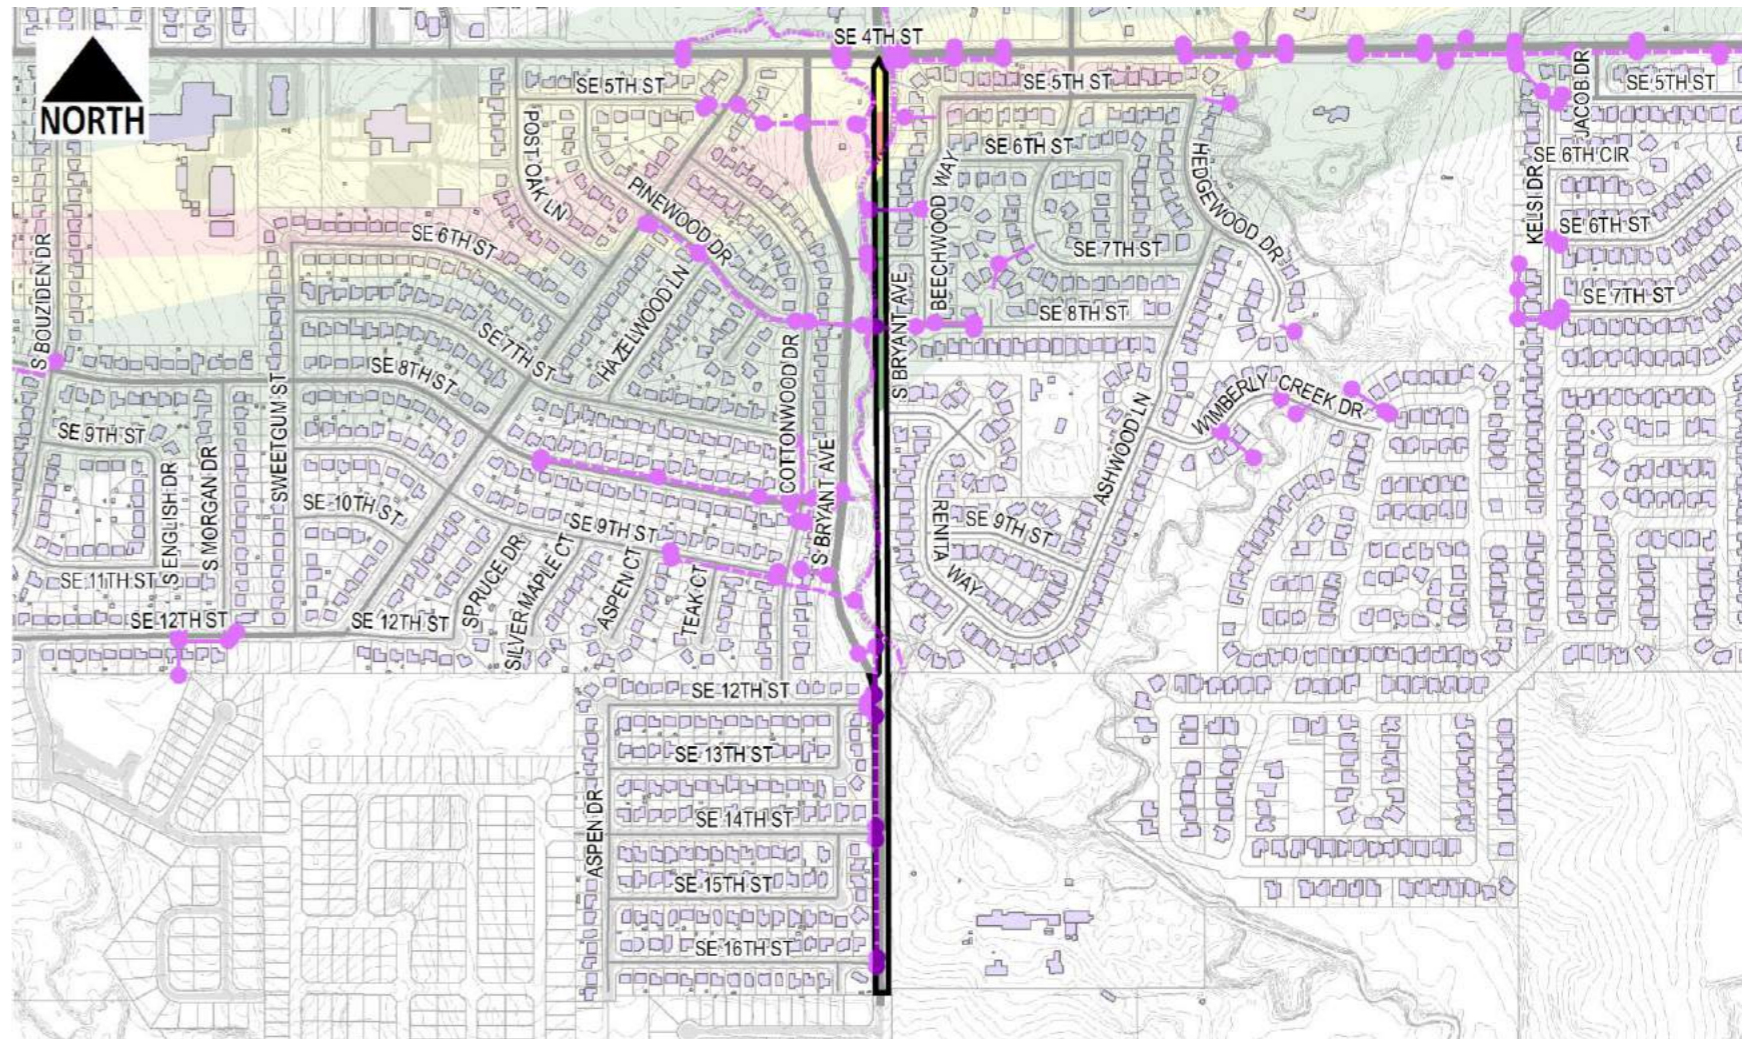 SE 4TH ST
NORTH
SE 5TH ST
SE 5TH ST
JACOB DR
SE 5TH ST
POST OAK LN
SE 6TH ST
SE 6TH CIR
BEECHWOOD WAY
HEDGEWOOD DR
PINEWOOD DR
KELSI DR
S BOUZIDEN DR
SE 6TH ST
SE 7TH ST
SE 6TH ST
HAZELWOOD LN
S BRYANT AVE
SE 8TH ST
SE 7TH ST
SE 7TH ST
COTTONWOOD DR
SE 8TH ST
SWEETGUM ST
WIMBERLY CREEK DR
ASHWOOD LN
SE 9TH ST
S ENGLISH DR
S MORGAN DR
SE 10TH ST
SE 9TH ST
S BRYANT AVE
RENITA WAY
SE 9TH ST
SE 11TH ST
SPRUCE DR
SILVER MAPLE CT
ASPEN CT
TEAK CT
SE 12TH ST
SE 12TH ST
SE 12TH ST
SE 13TH ST
ASPEN DR
SE 14TH ST
SE 15TH ST
SE 16TH ST